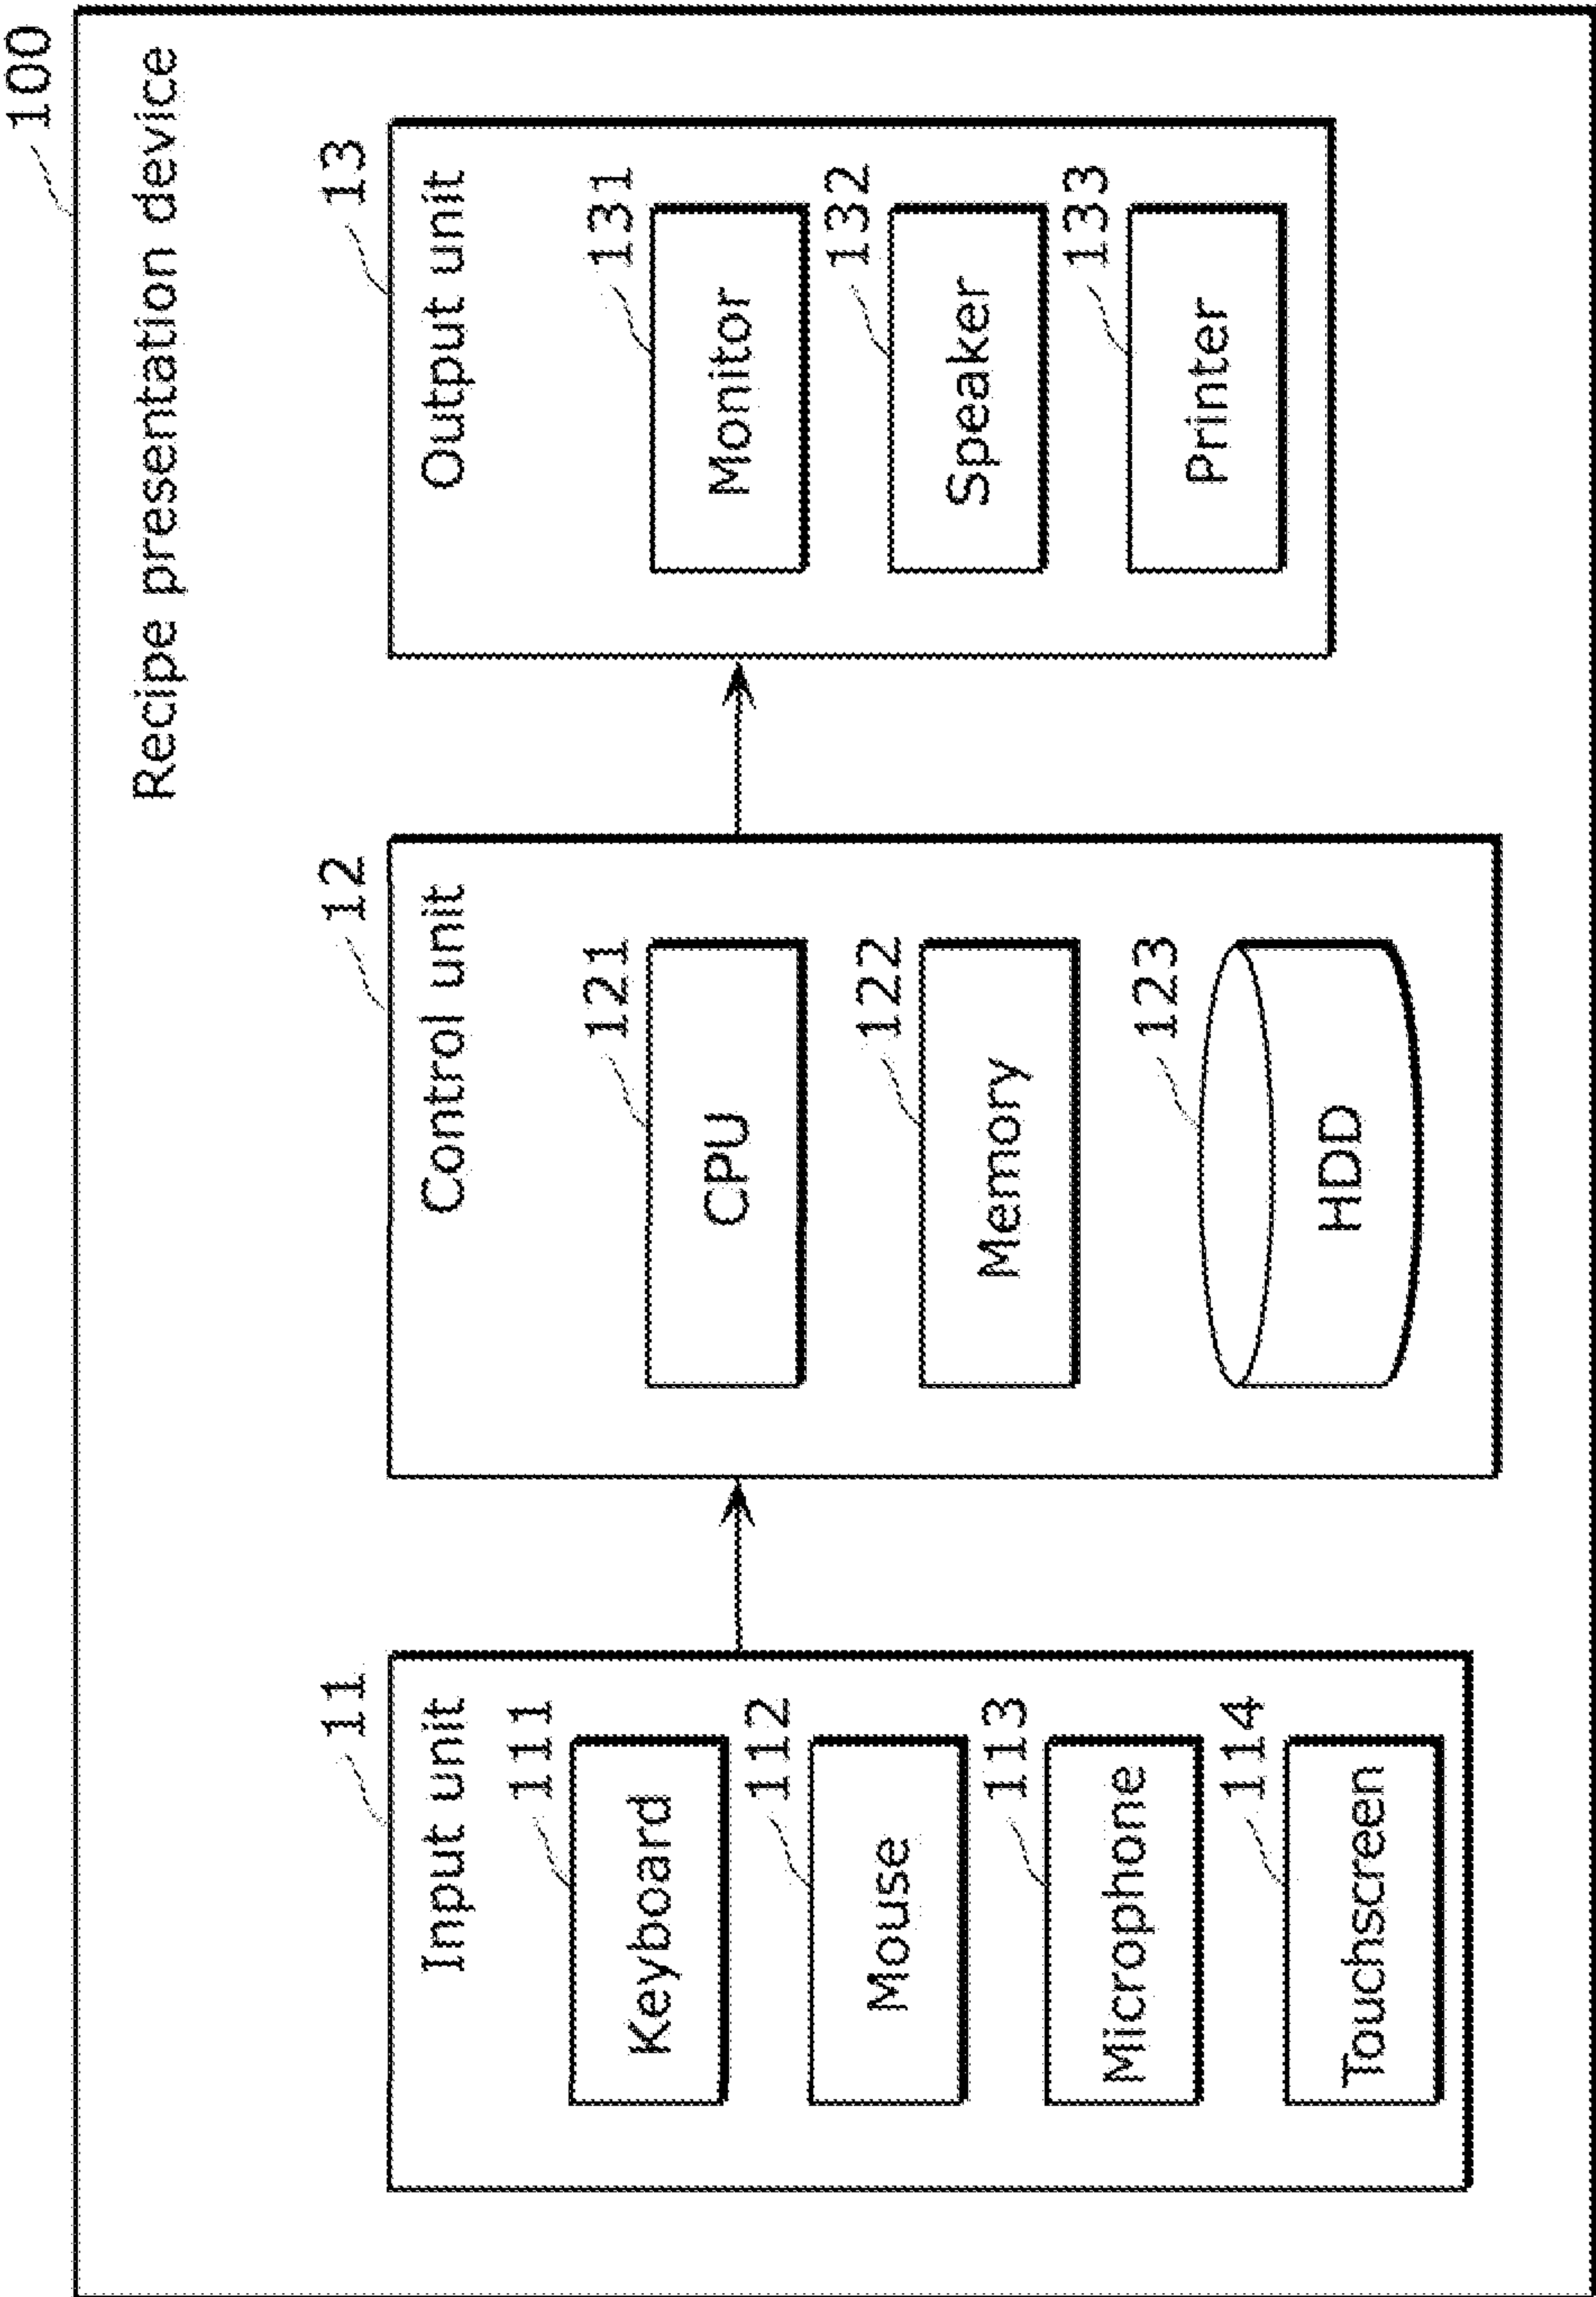 100
Recipe presentation device
11
Input unit
111
Keyboard
112
Mouse
113
Microphone
114
Touchscreen
12
Control unit
121
CPU
122
Memory
123
HDD
13
Output unit
131
Monitor
132
Speaker
133
Printer